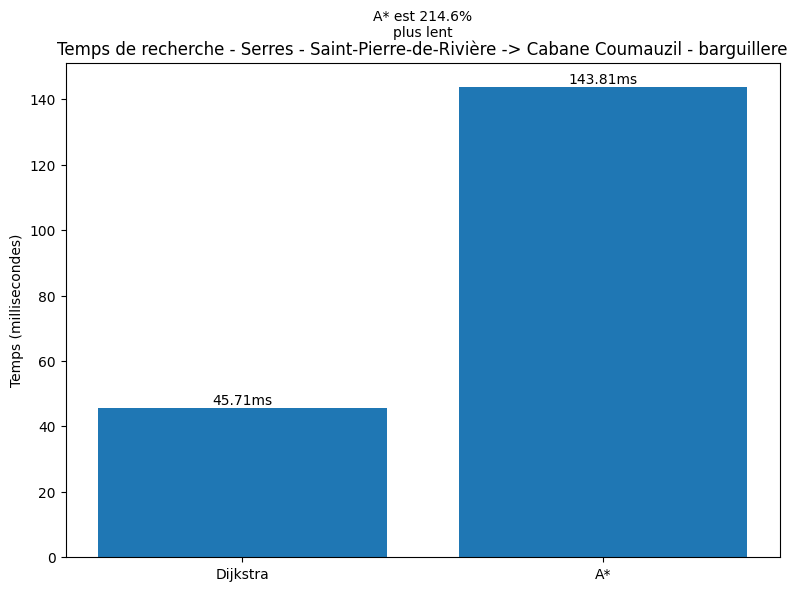 A* est 214.6%
plus lent
Temps de recherche - Serres - Saint-Pierre-de-Rivière -> Cabane Coumauzil - barguillere
143.81ms
140
120
100
80
60
45.71ms
40
20
0
Temps (millisecondes)
Dijkstra
A*